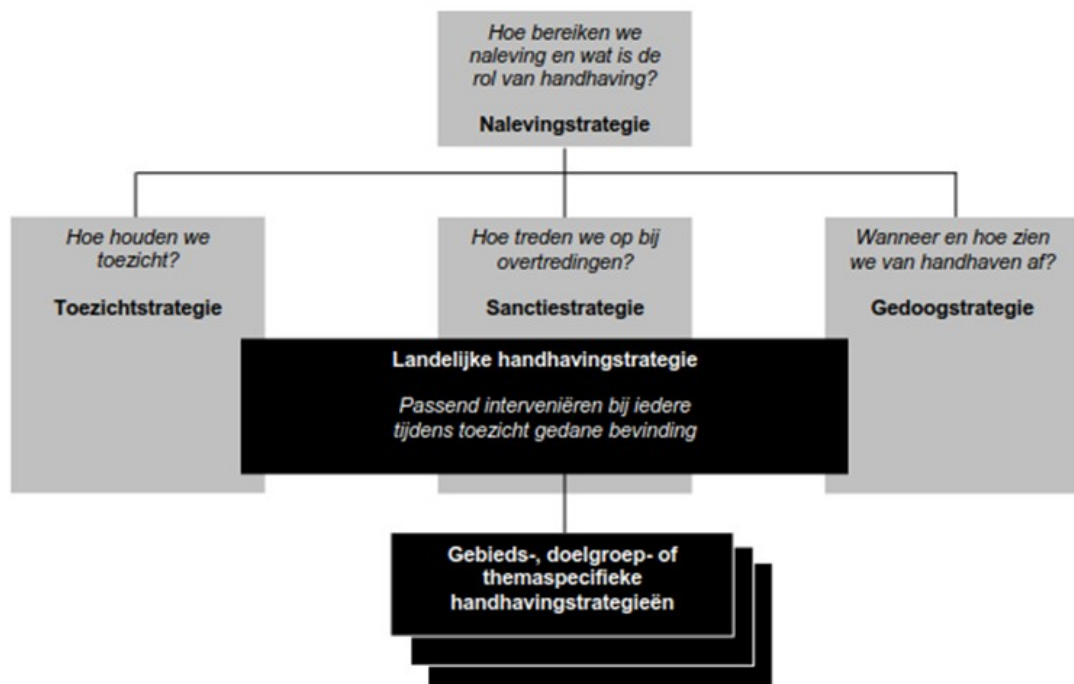 Hoe bereiken we
naleving en wat is de
rol van handhaving?
Nalevingstrategie
Hoe houden we
toezicht?
Toezichtstrategie
Hoe treden we op bij
overtredingen?
Sanctiestrategie
Wanneer en hoe zien
we van handhaven af?
Gedoogstrategie
Landelijke handhavingstrategie
Passend interveniëren bij iedere
tijdens toezicht gedane bevinding
Gebieds-, doelgroep- of
themaspecifieke
handhavingstrategieën